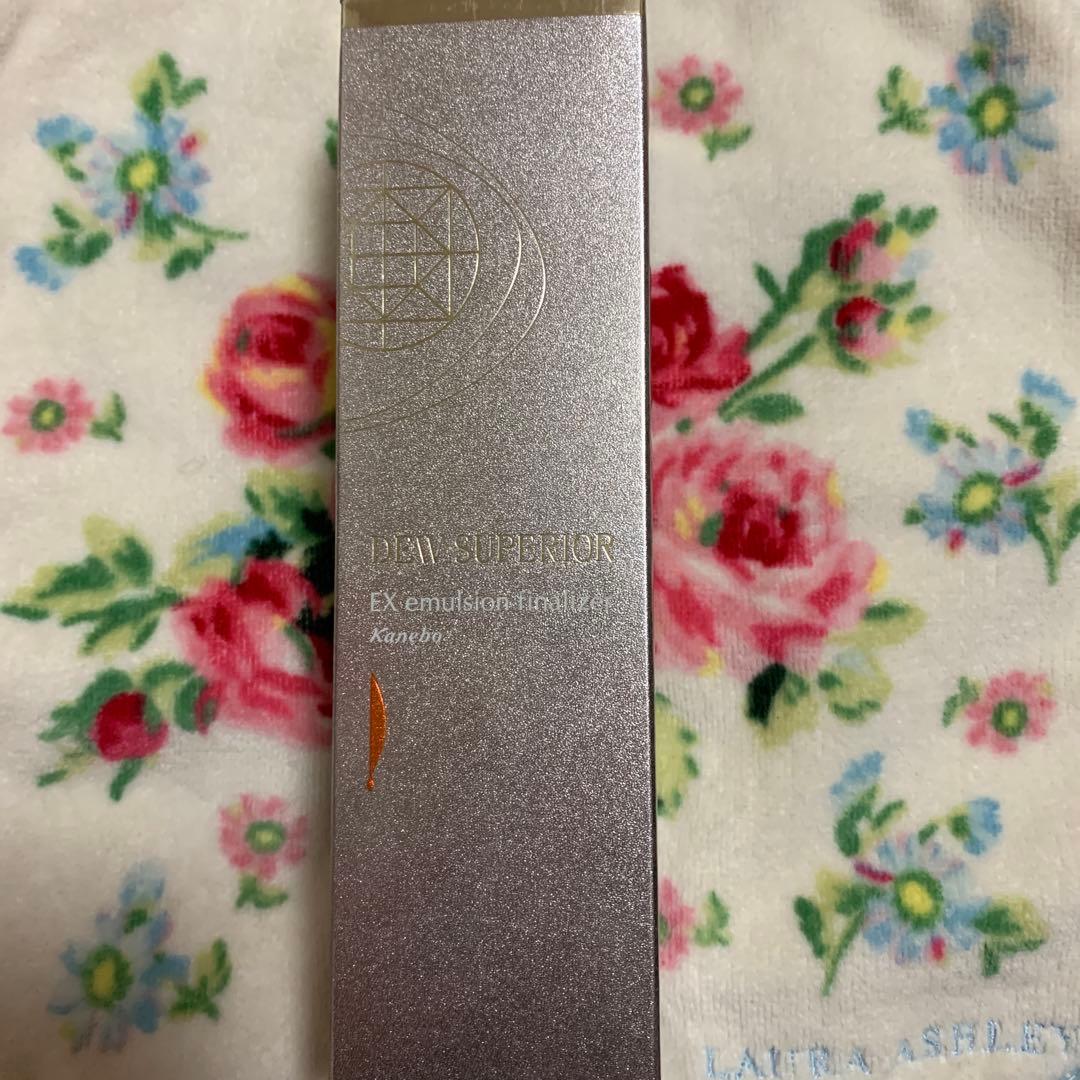 DEW SUPERIOR
EX emulsion finalizer
Kanebo
LAURA ASHLEY